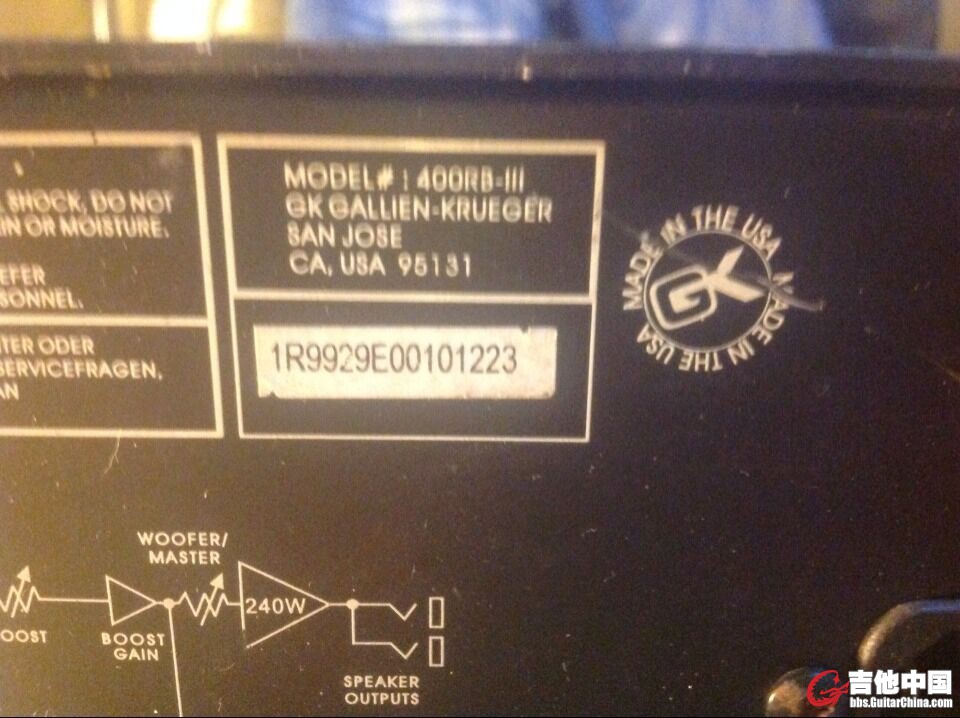 SHOCK, DO NOT
IN OR MOISTURE.
EFER
SONNEL.
TER ODER
SERVICEFRAGEN,
AN
MODEL# : 400RB-III
GK GALLIEN-KRUEGER
SAN JOSE
CA, USA 95131
1R9929E00101223
MADE IN THE USA
MADE IN THE USA
GK
WOOFER/
MASTER
240W
OOST
BOOST
GAIN
SPEAKER
OUTPUTS
吉他中国
bbs.GuitarChina.com